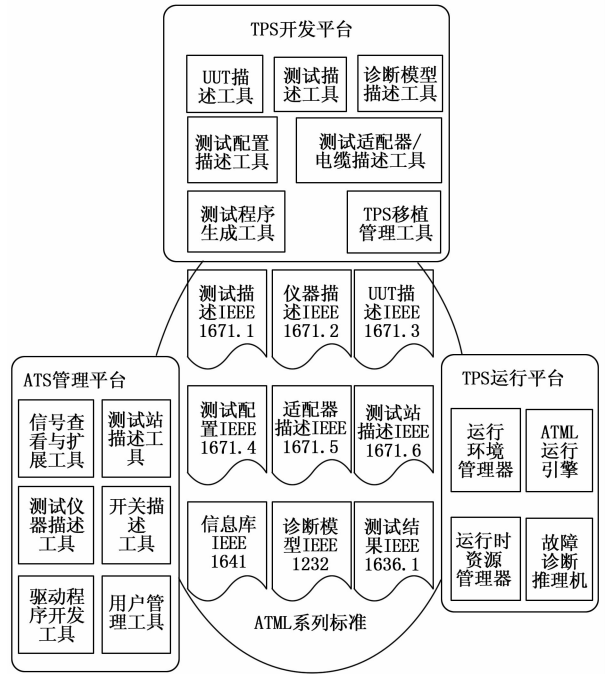 TPS开发平台
UUT描
述工具
测试描
述工具
诊断模型
描述工具
测试配置
描述工具
测试适配器/
电缆描述工具
测试程序
生成工具
TPS移植
管理工具
测试描
述IEEE
1671.1
仪器描
述IEEE
1671.2
UUT描
述IEEE
1671.3
ATS管理平台
信号查
看与扩
展工具
测试站
描述工
具
测试仪
器描述
工具
开关描
述
工具
驱动程
序开发
工具
用户管
理工具
测试配
置IEEE
1671.4
适配器
描述IEEE
1671.5
测试站
描述IEEE
1671.6
信息库
IEEE
1641
诊断模
型IEEE
1232
测试结
果IEEE
1636.1
ATML系列标准
TPS运行平台
运行
环境
管理器
ATML
运行
引擎
运行时
资源
管理器
故障
诊断
推理机